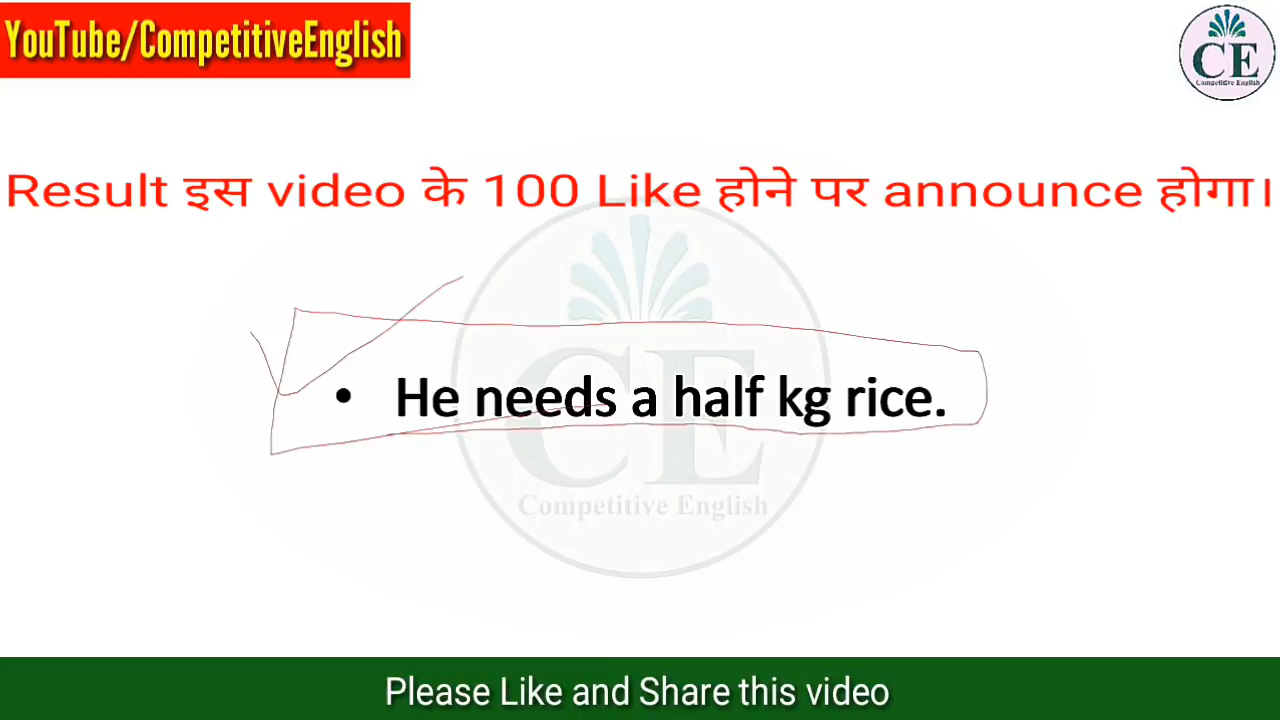 YouTube/CompetitiveEnglish
CE
Competitive English
Result इस video के 100 Like होने पर announce होगा।
• He needs a half kg rice.
CE
Competitive English
Please Like and Share this video